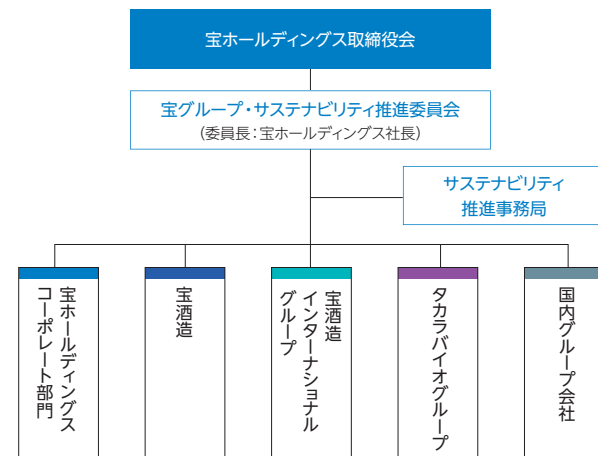 宝ホールディングス取締役会
宝グループ・サステナビリティ推進委員会
（委員長：宝ホールディングス社長）
サステナビリティ
推進事務局
宝ホールディングス
コーポレート部門
宝酒造
宝酒造
インターナショナル
グループ
タカラバイオグループ
国内グループ会社